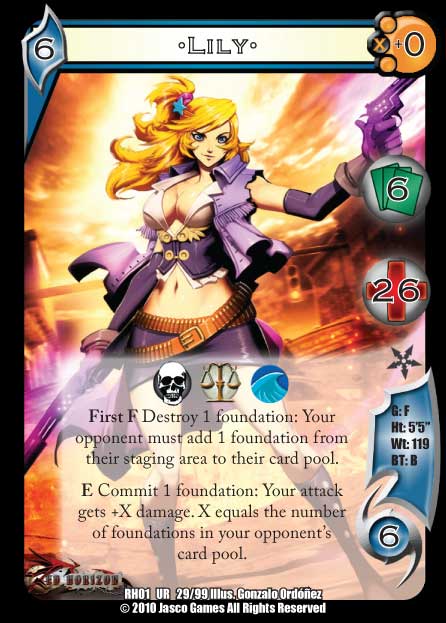 6
•Lily•
X +0
6
26
First F Destroy 1 foundation: Your
opponent must add 1 foundation from
their staging area to their card pool.
E Commit 1 foundation: Your attack
gets +X damage. X equals the number
of foundations in your opponent's
card pool.
G: F
Ht: 5'5"
Wt: 119
BT: B
6
RED HORIZON
RH01_UR_29/99 Illus. Gonzalo Ordóñez
© 2010 Jasco Games All Rights Reserved